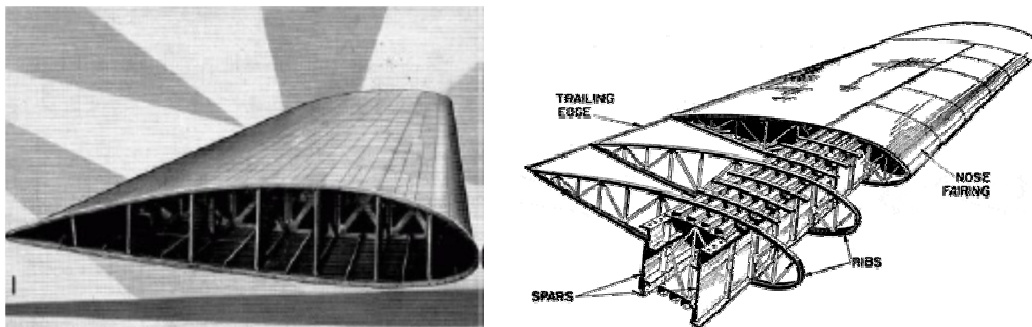 TRAILING
EDGE
NOSE
FAIRING
RIBS
SPARS